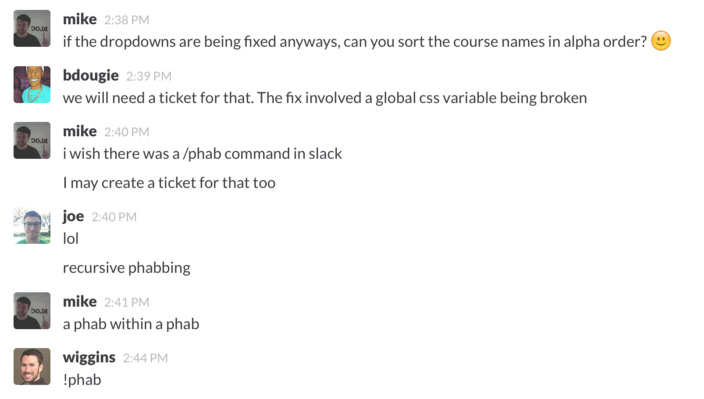 mike 2:38 PM
if the dropdowns are being fixed anyways, can you sort the course names in alpha order? 🙂
bdougie 2:39 PM
we will need a ticket for that. The fix involved a global css variable being broken
mike 2:40 PM
i wish there was a /phab command in slack
I may create a ticket for that too
joe 2:40 PM
lol
recursive phabbing
mike 2:41 PM
a phab within a phab
wiggins 2:44 PM
!phab